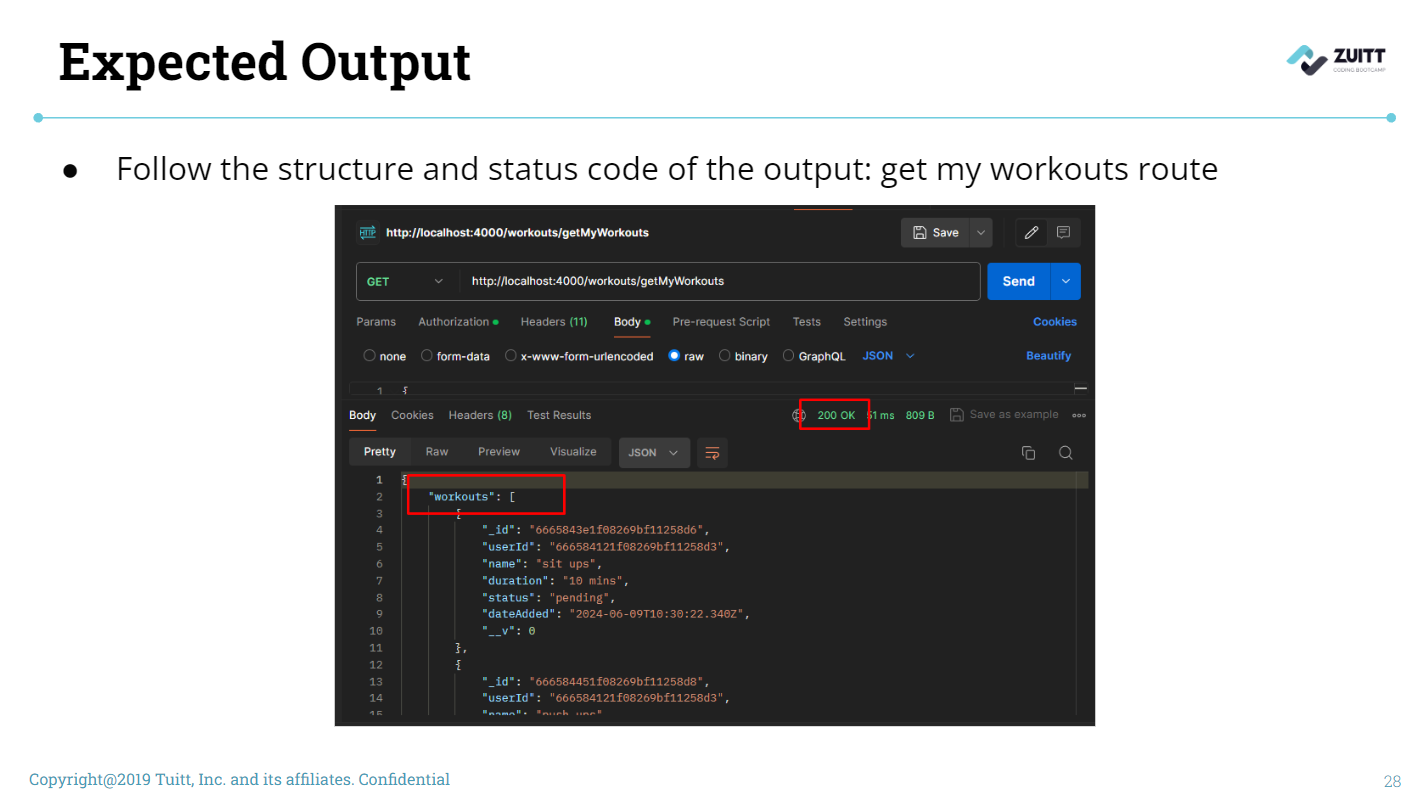 Expected Output
ZUITT
CODING BOOTCAMP
● Follow the structure and status code of the output: get my workouts route
HTTP http://localhost:4000/workouts/getMyWorkouts Save
GET http://localhost:4000/workouts/getMyWorkouts Send
Params Authorization Headers (11) Body Pre-request Script Tests Settings Cookies
none form-data x-www-form-urlencoded raw binary GraphQL JSON Beautify
1 {
Body Cookies Headers (8) Test Results 200 OK 51 ms 809 B Save as example
Pretty Raw Preview Visualize JSON
1 {
2 "workouts": [
3 {
4 "_id": "6665843e1f08269bf11258d6",
5 "userId": "666584121f08269bf11258d3",
6 "name": "sit ups",
7 "duration": "10 mins",
8 "status": "pending",
9 "dateAdded": "2024-06-09T10:30:22.340Z",
10 "__v": 0
11 },
12 {
13 "_id": "666584451f08269bf11258d8",
14 "userId": "666584121f08269bf11258d3",
15 "name": "push ups"
Copyright@2019 Tuitt, Inc. and its affiliates. Confidential
28